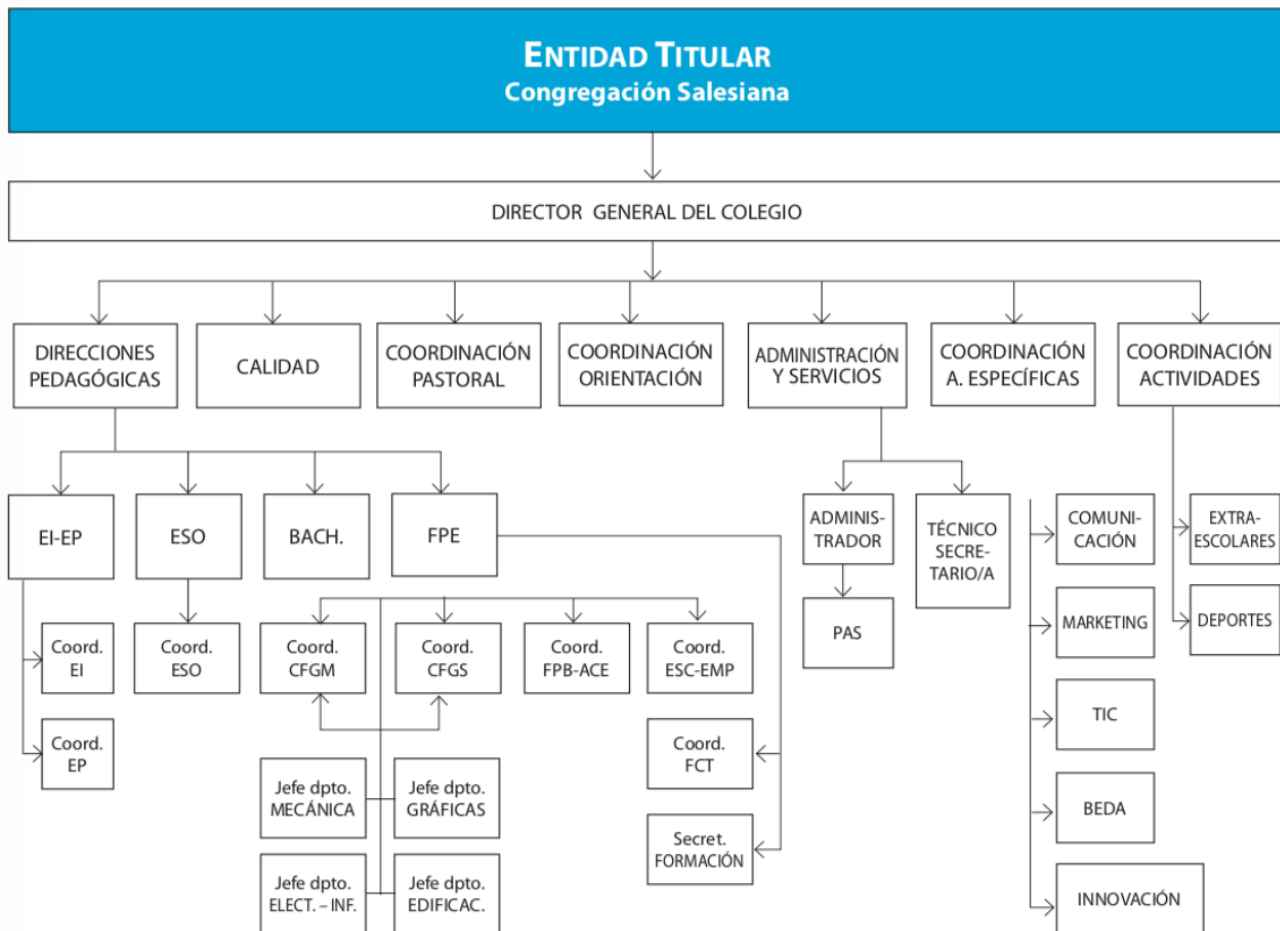 ENTIDAD TITULAR
Congregación Salesiana
DIRECTOR GENERAL DEL COLEGIO
DIRECCIONES
PEDAGÓGICAS
CALIDAD
COORDINACIÓN
PASTORAL
COORDINACIÓN
ORIENTACIÓN
ADMINISTRACIÓN
Y SERVICIOS
COORDINACIÓN
A. ESPECÍFICAS
COORDINACIÓN
ACTIVIDADES
EI-EP
ESO
BACH.
FPE
ADMINIS-
TRADOR
TÉCNICO
SECRE-
TARIO/A
COMUNI-
CACIÓN
EXTRA-
ESCOLARES
Coord.
EI
Coord.
ESO
Coord.
CFGM
Coord.
CFGS
Coord.
FPB-ACE
Coord.
ESC-EMP
PAS
MARKETING
DEPORTES
Coord.
EP
Coord.
FCT
TIC
Jefe dpto.
MECÁNICA
Jefe dpto.
GRÁFICAS
Secret.
FORMACIÓN
BEDA
Jefe dpto.
ELECT. – INF.
Jefe dpto.
EDIFICAC.
INNOVACIÓN